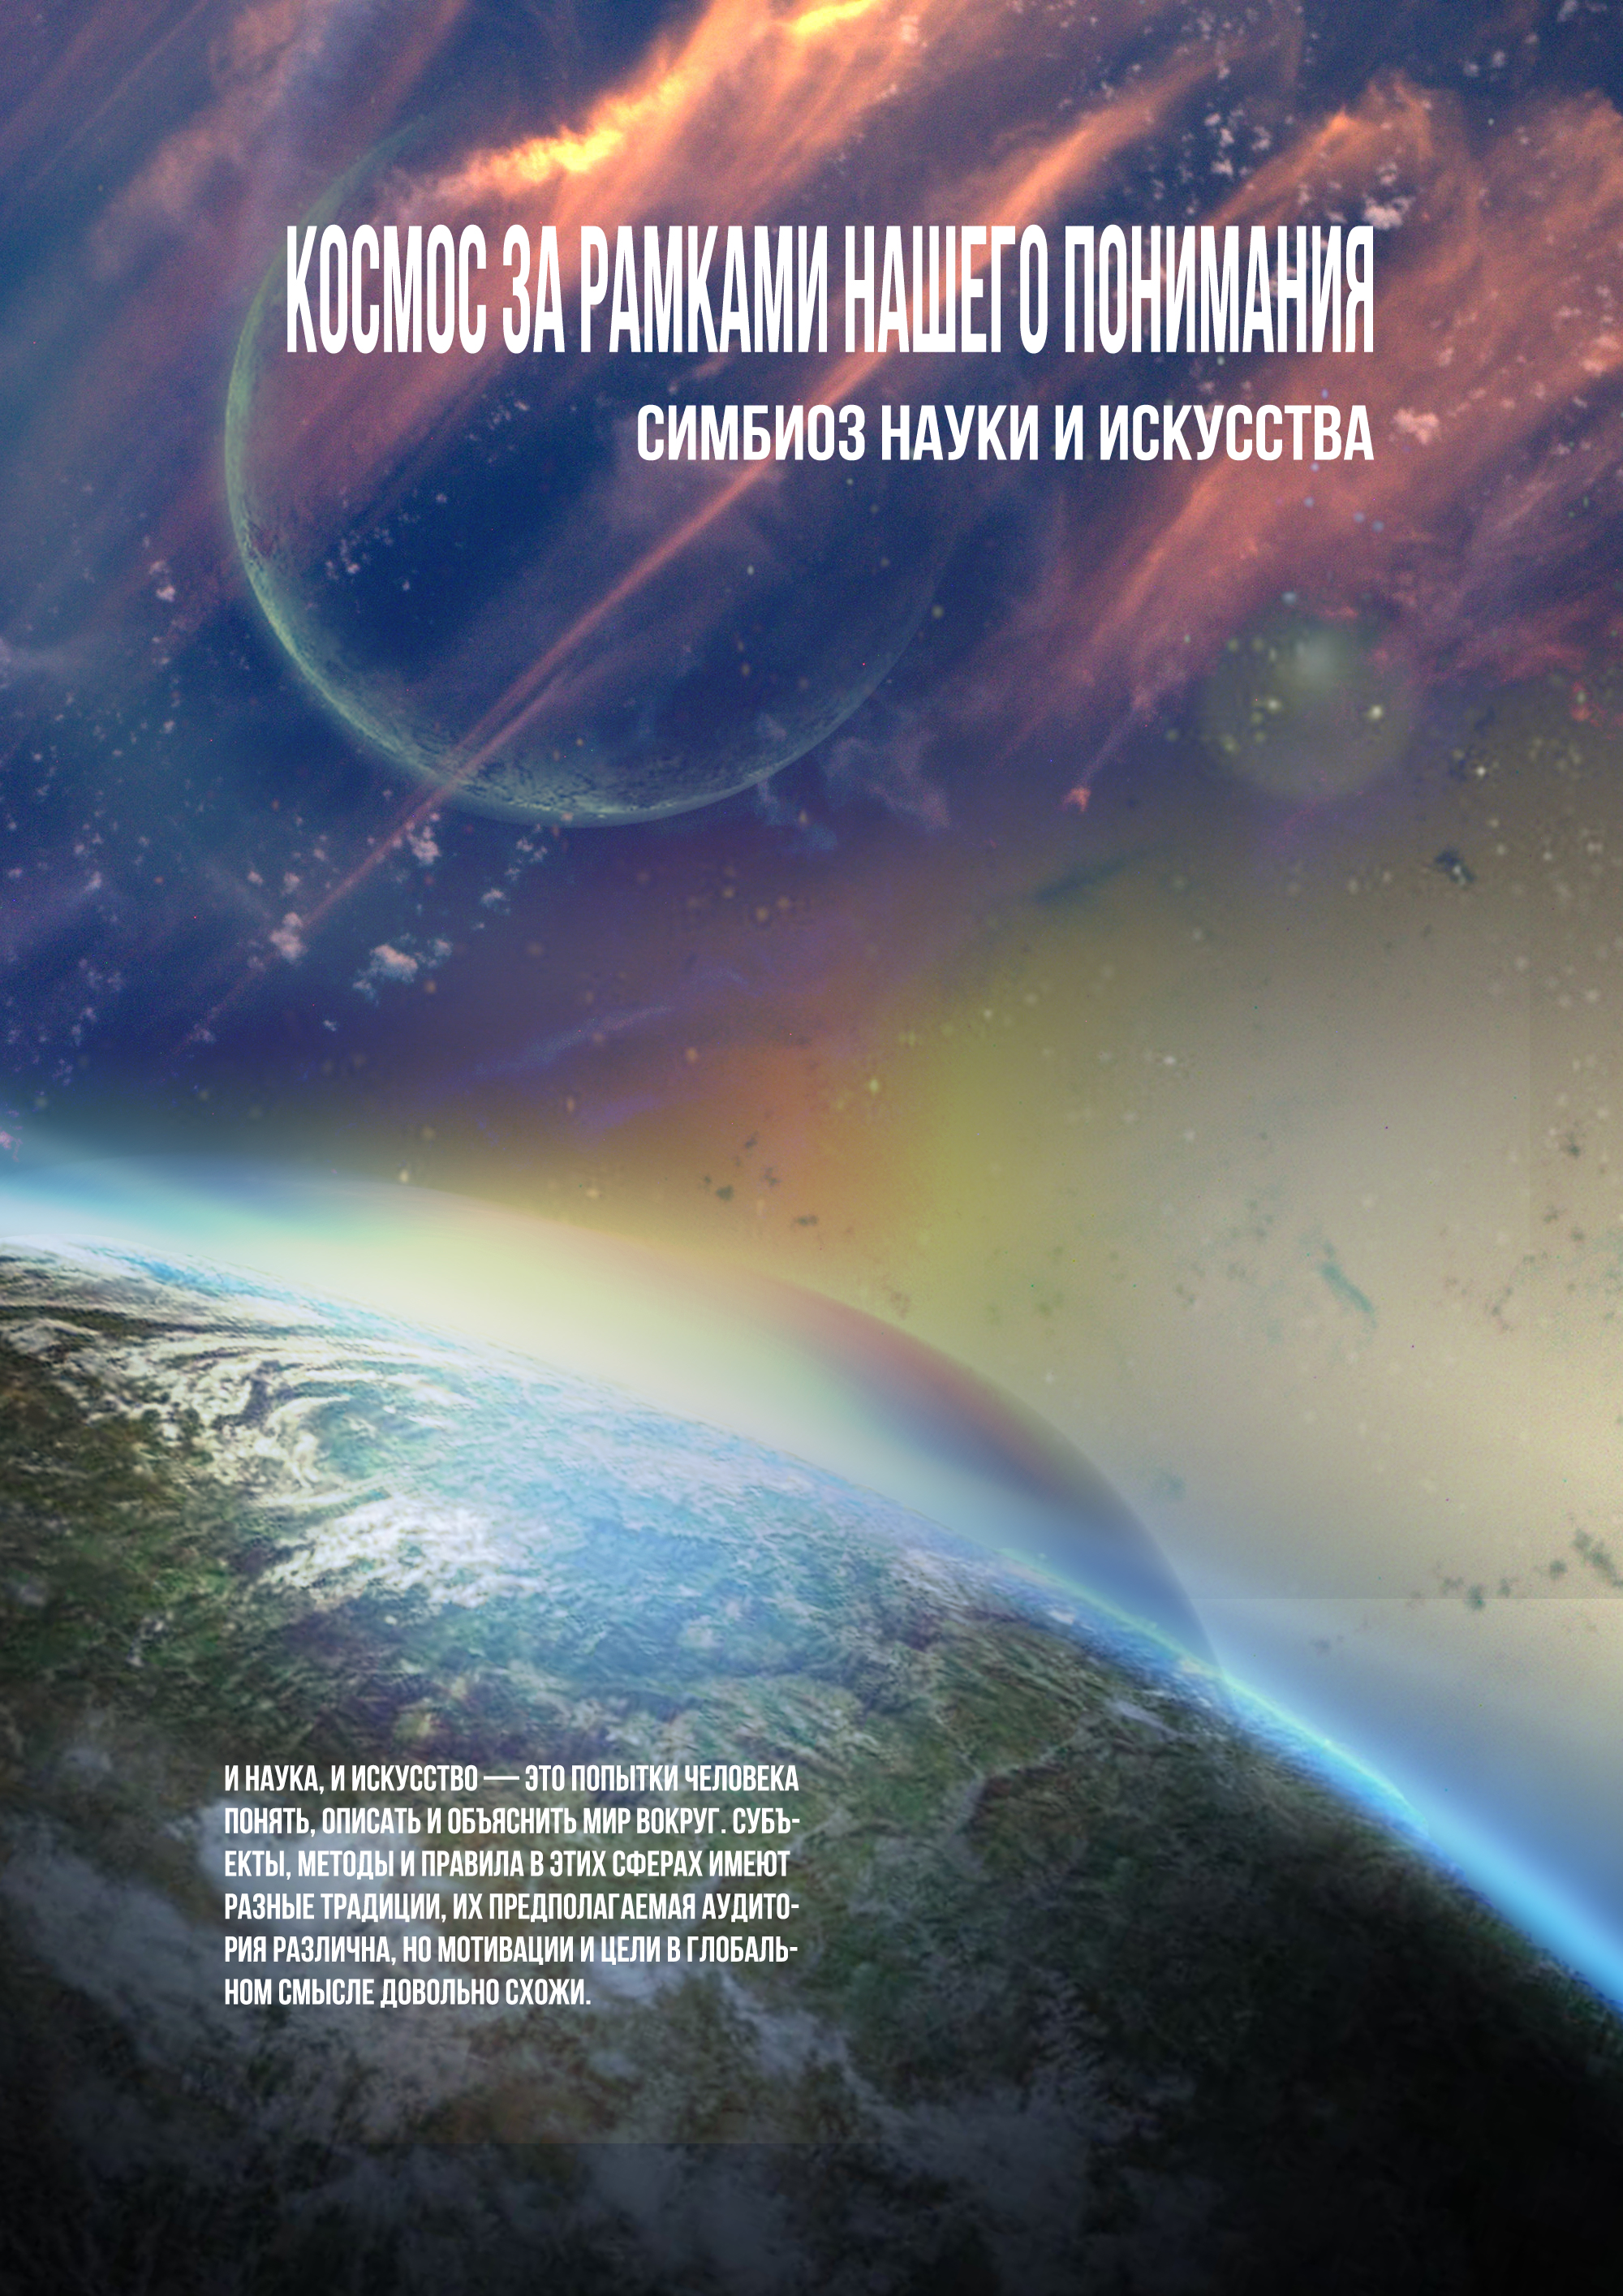 КОСМОС ЗА РАМКАМИ НАШЕГО ПОНИМАНИЯ
СИМБИОЗ НАУКИ И ИСКУССТВА
И НАУКА, И ИСКУССТВО — ЭТО ПОПЫТКИ ЧЕЛОВЕКА
ПОНЯТЬ, ОПИСАТЬ И ОБЪЯСНИТЬ МИР ВОКРУГ. СУБЪ-
ЕКТЫ, МЕТОДЫ И ПРАВИЛА В ЭТИХ СФЕРАХ ИМЕЮТ
РАЗНЫЕ ТРАДИЦИИ, ИХ ПРЕДПОЛАГАЕМАЯ АУДИТО-
РИЯ РАЗЛИЧНА, НО МОТИВАЦИИ И ЦЕЛИ В ГЛОБАЛЬ-
НОМ СМЫСЛЕ ДОВОЛЬНО СХОЖИ.